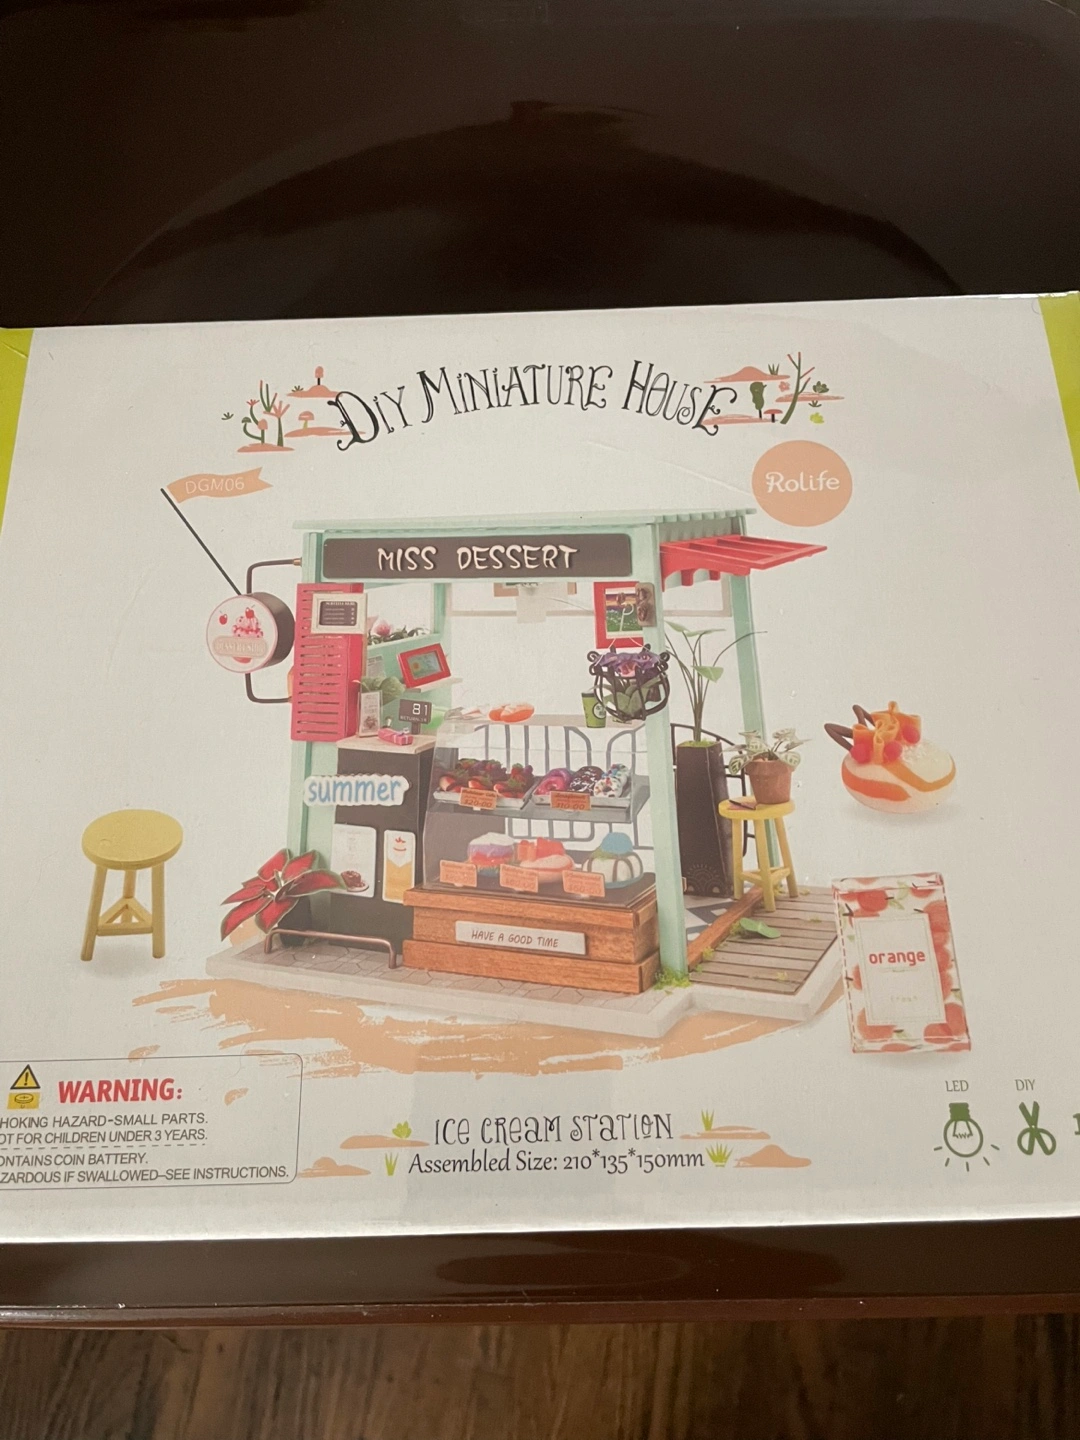 DIY MINIATURE HOUSE
DGM06
Rolife
MISS DESSERT
81
summer
HAVE A GOOD TIME
orange
WARNING:
HOKING HAZARD-SMALL PARTS.
OT FOR CHILDREN UNDER 3 YEARS.
ONTAINS COIN BATTERY.
ZARDOUS IF SWALLOWED-SEE INSTRUCTIONS.
ICE CREAM STATION
Assembled Size: 210*135*150mm
LED
DIY